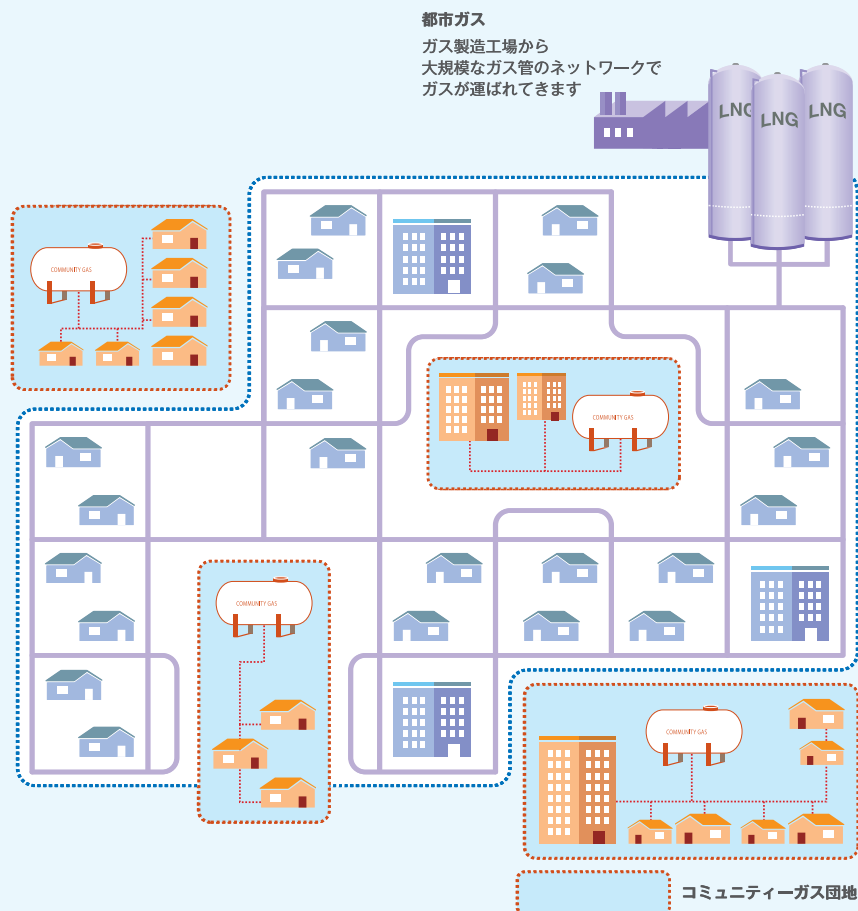 都市ガス
ガス製造工場から
大規模なガス管のネットワークで
ガスが運ばれてきます
LNG
LNG
LNG
COMMUNITY GAS
COMMUNITY GAS
COMMUNITY GAS
COMMUNITY GAS
コミュニティーガス団地